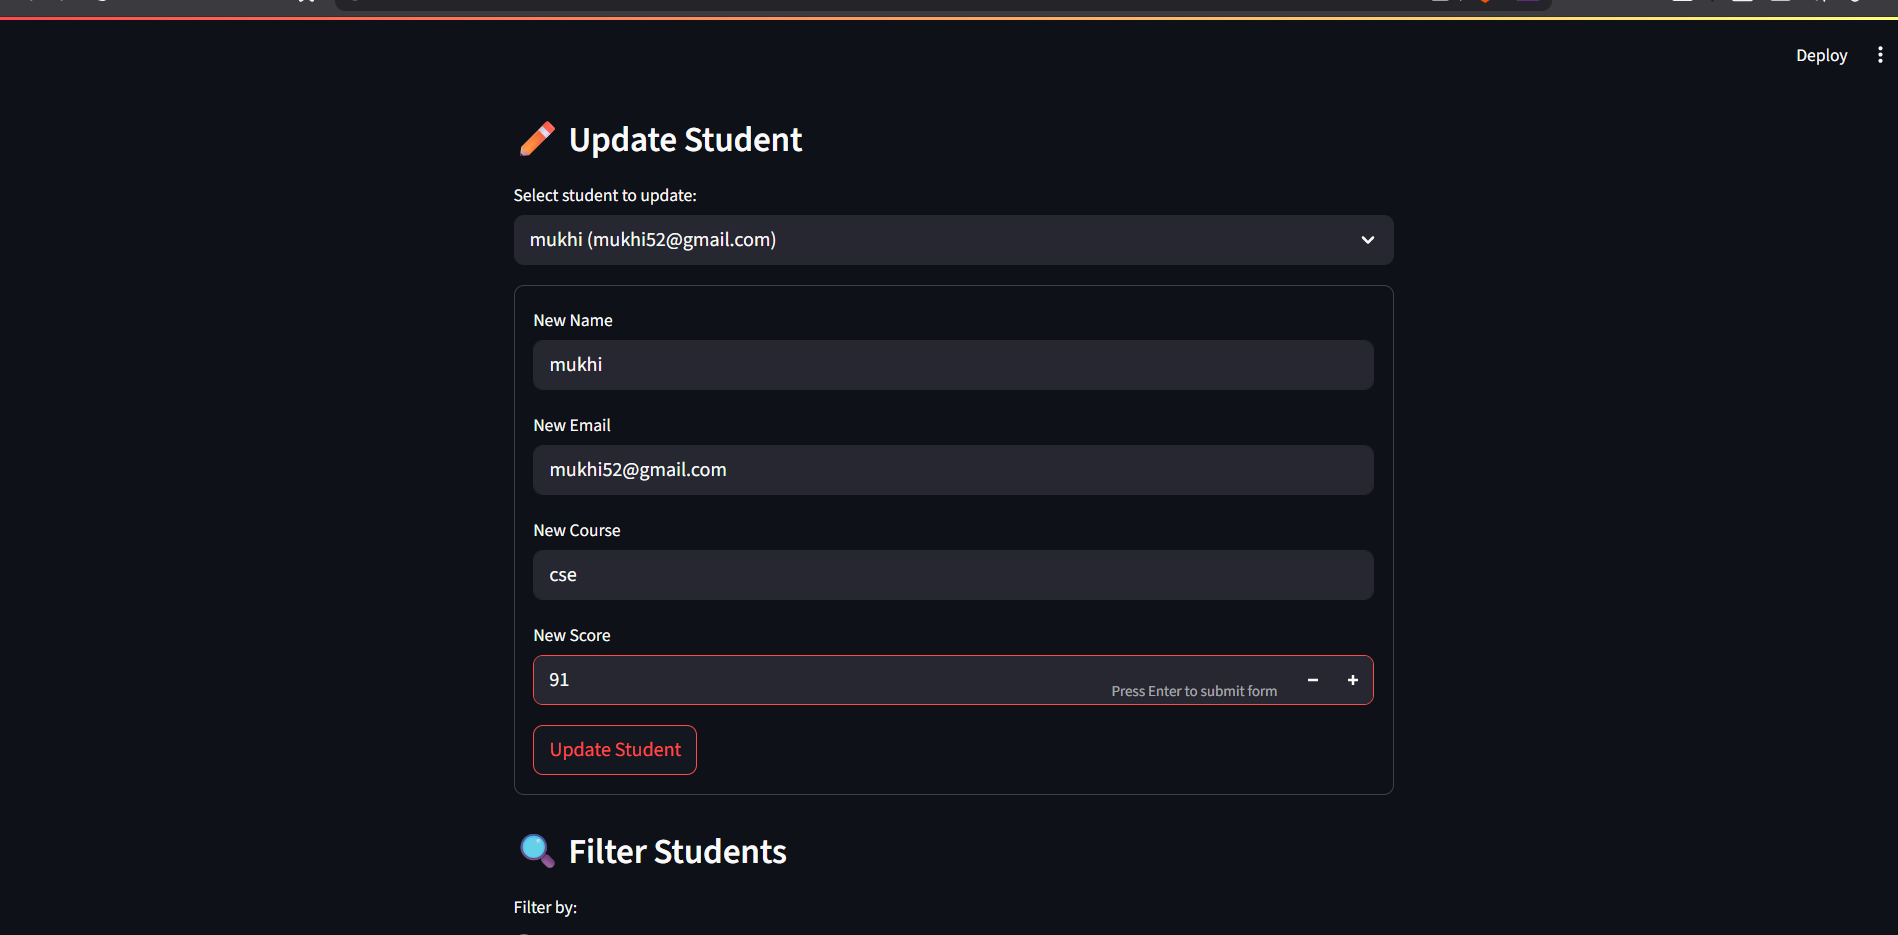 Deploy
Update Student
Select student to update:
mukhi (mukhi52@gmail.com)
New Name
mukhi
New Email
mukhi52@gmail.com
New Course
cse
New Score
91
Press Enter to submit form
Update Student
Filter Students
Filter by: